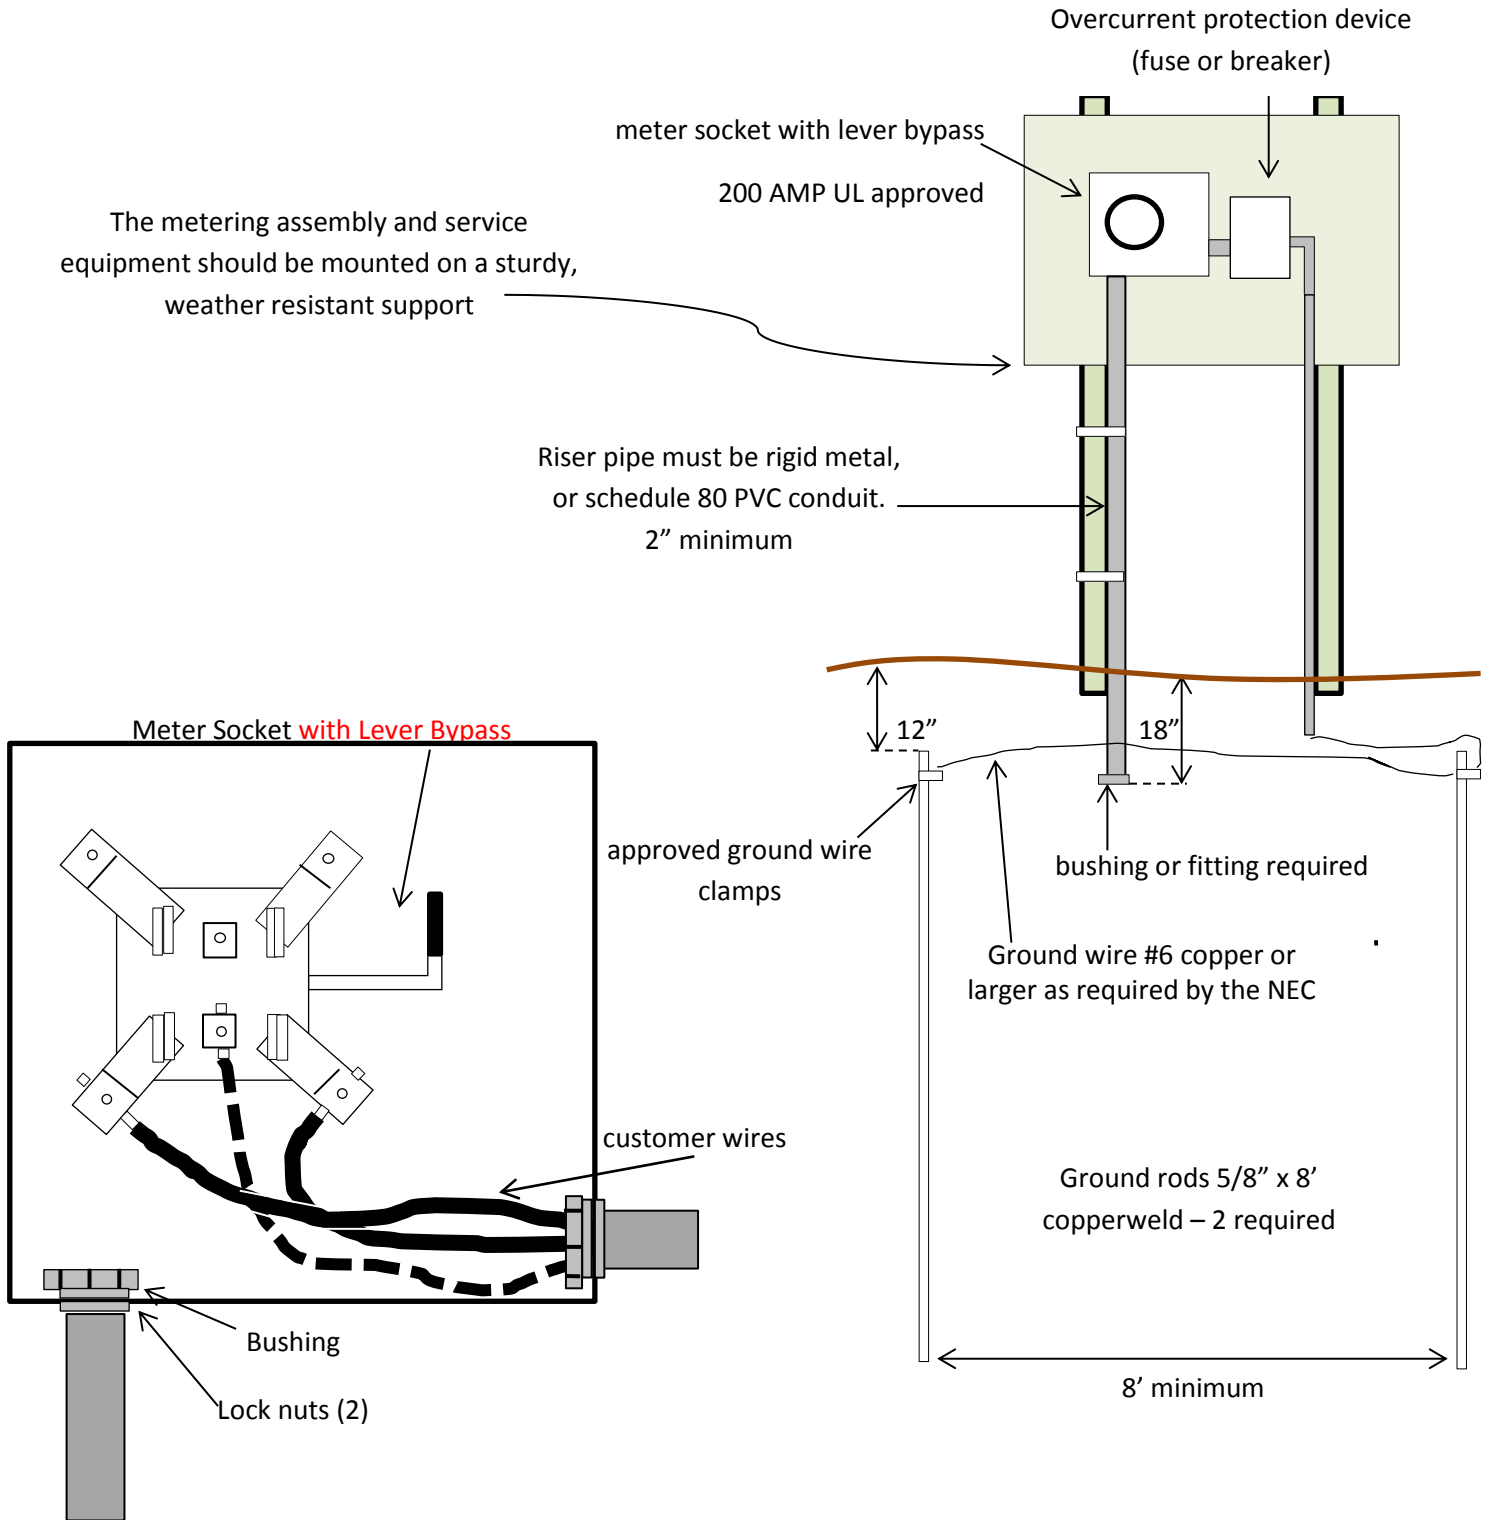 Overcurrent protection device
(fuse or breaker)
meter socket with lever bypass
200 AMP UL approved
The metering assembly and service
equipment should be mounted on a sturdy,
weather resistant support
Riser pipe must be rigid metal,
or schedule 80 PVC conduit.
2” minimum
12”
18”
Meter Socket with Lever Bypass
approved ground wire
clamps
bushing or fitting required
Ground wire #6 copper or
larger as required by the NEC
customer wires
Ground rods 5/8” x 8’
copperweld – 2 required
Bushing
Lock nuts (2)
8’ minimum